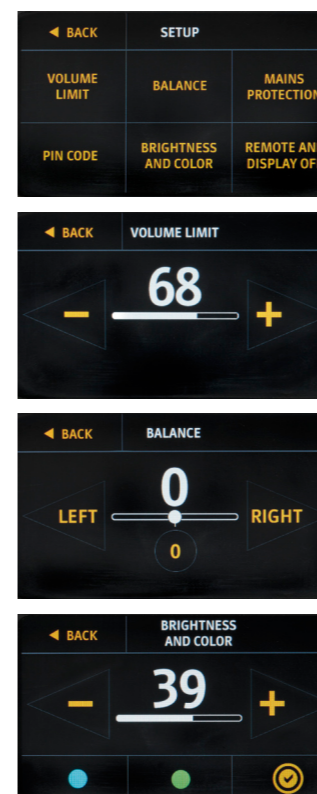 ◀ BACK SETUP
VOLUME LIMIT BALANCE MAINS PROTECTION
PIN CODE BRIGHTNESS AND COLOR REMOTE AN DISPLAY OF
◀ BACK VOLUME LIMIT
− 68 +
◀ BACK BALANCE
0
LEFT RIGHT
0
◀ BACK BRIGHTNESS AND COLOR
− 39 +